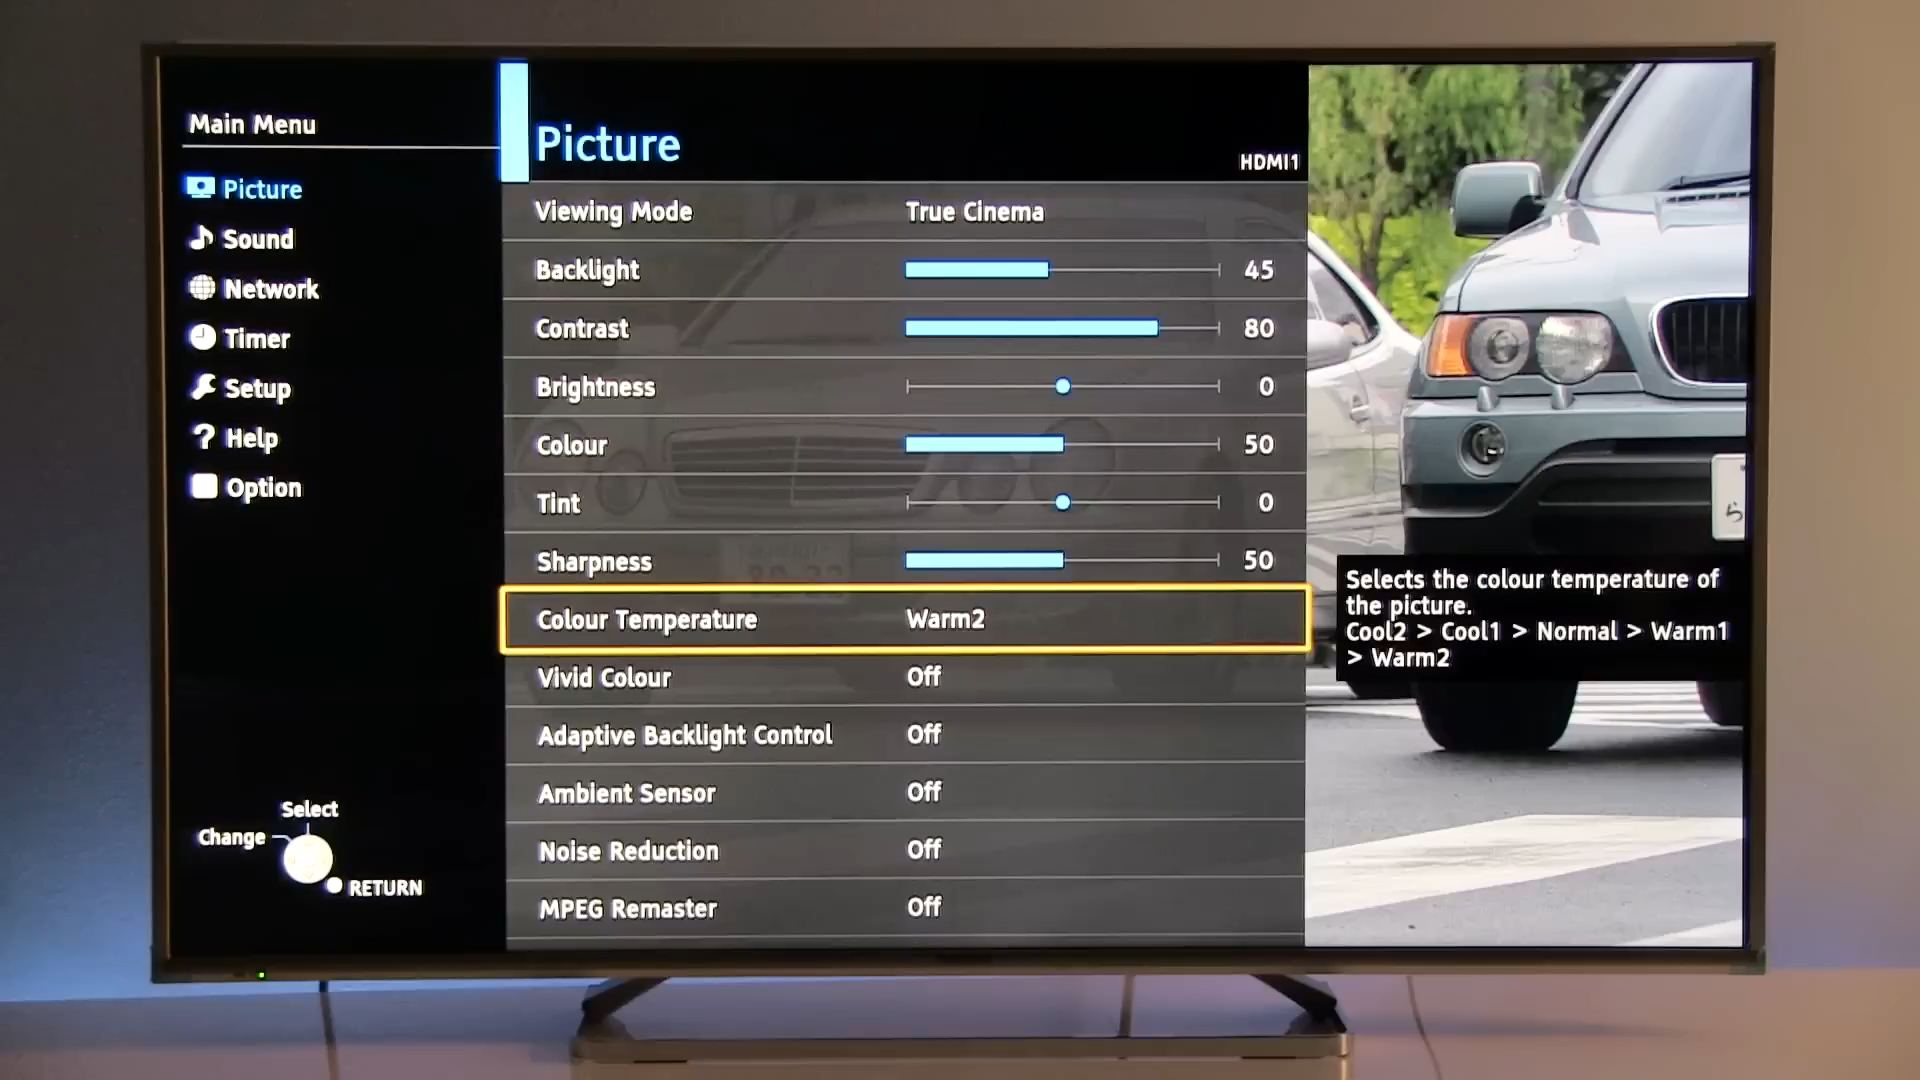 Main Menu
Picture
Sound
Network
Timer
Setup
Help
Option
Select
Change
RETURN
Picture
HDMI1
Viewing Mode True Cinema
Backlight 45
Contrast 80
Brightness 0
Colour 50
Tint 0
Sharpness 50
Colour Temperature Warm2
Vivid Colour Off
Adaptive Backlight Control Off
Ambient Sensor Off
Noise Reduction Off
MPEG Remaster Off
Selects the colour temperature of
the picture.
Cool2 > Cool1 > Normal > Warm1
> Warm2
ら